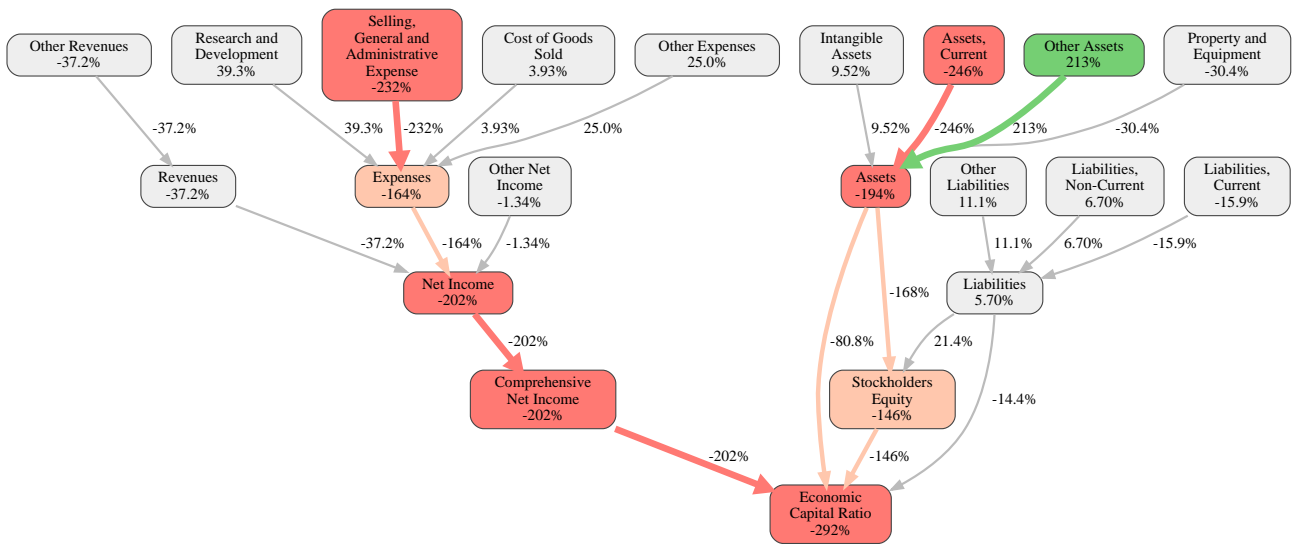 Other Revenues
-37.2%
Research and
Development
39.3%
Selling,
General and
Administrative
Expense
-232%
Cost of Goods
Sold
3.93%
Other Expenses
25.0%
Intangible
Assets
9.52%
Assets,
Current
-246%
Other Assets
213%
Property and
Equipment
-30.4%
-37.2%
39.3%
-232%
3.93%
25.0%
9.52%
-246%
213%
-30.4%
Revenues
-37.2%
Expenses
-164%
Other Net
Income
-1.34%
Assets
-194%
Other
Liabilities
11.1%
Liabilities,
Non-Current
6.70%
Liabilities,
Current
-15.9%
-37.2%
-164%
-1.34%
11.1%
6.70%
-15.9%
Net Income
-202%
-168%
Liabilities
5.70%
-202%
-80.8%
21.4%
Comprehensive
Net Income
-202%
Stockholders
Equity
-146%
-14.4%
-202%
-146%
Economic
Capital Ratio
-292%